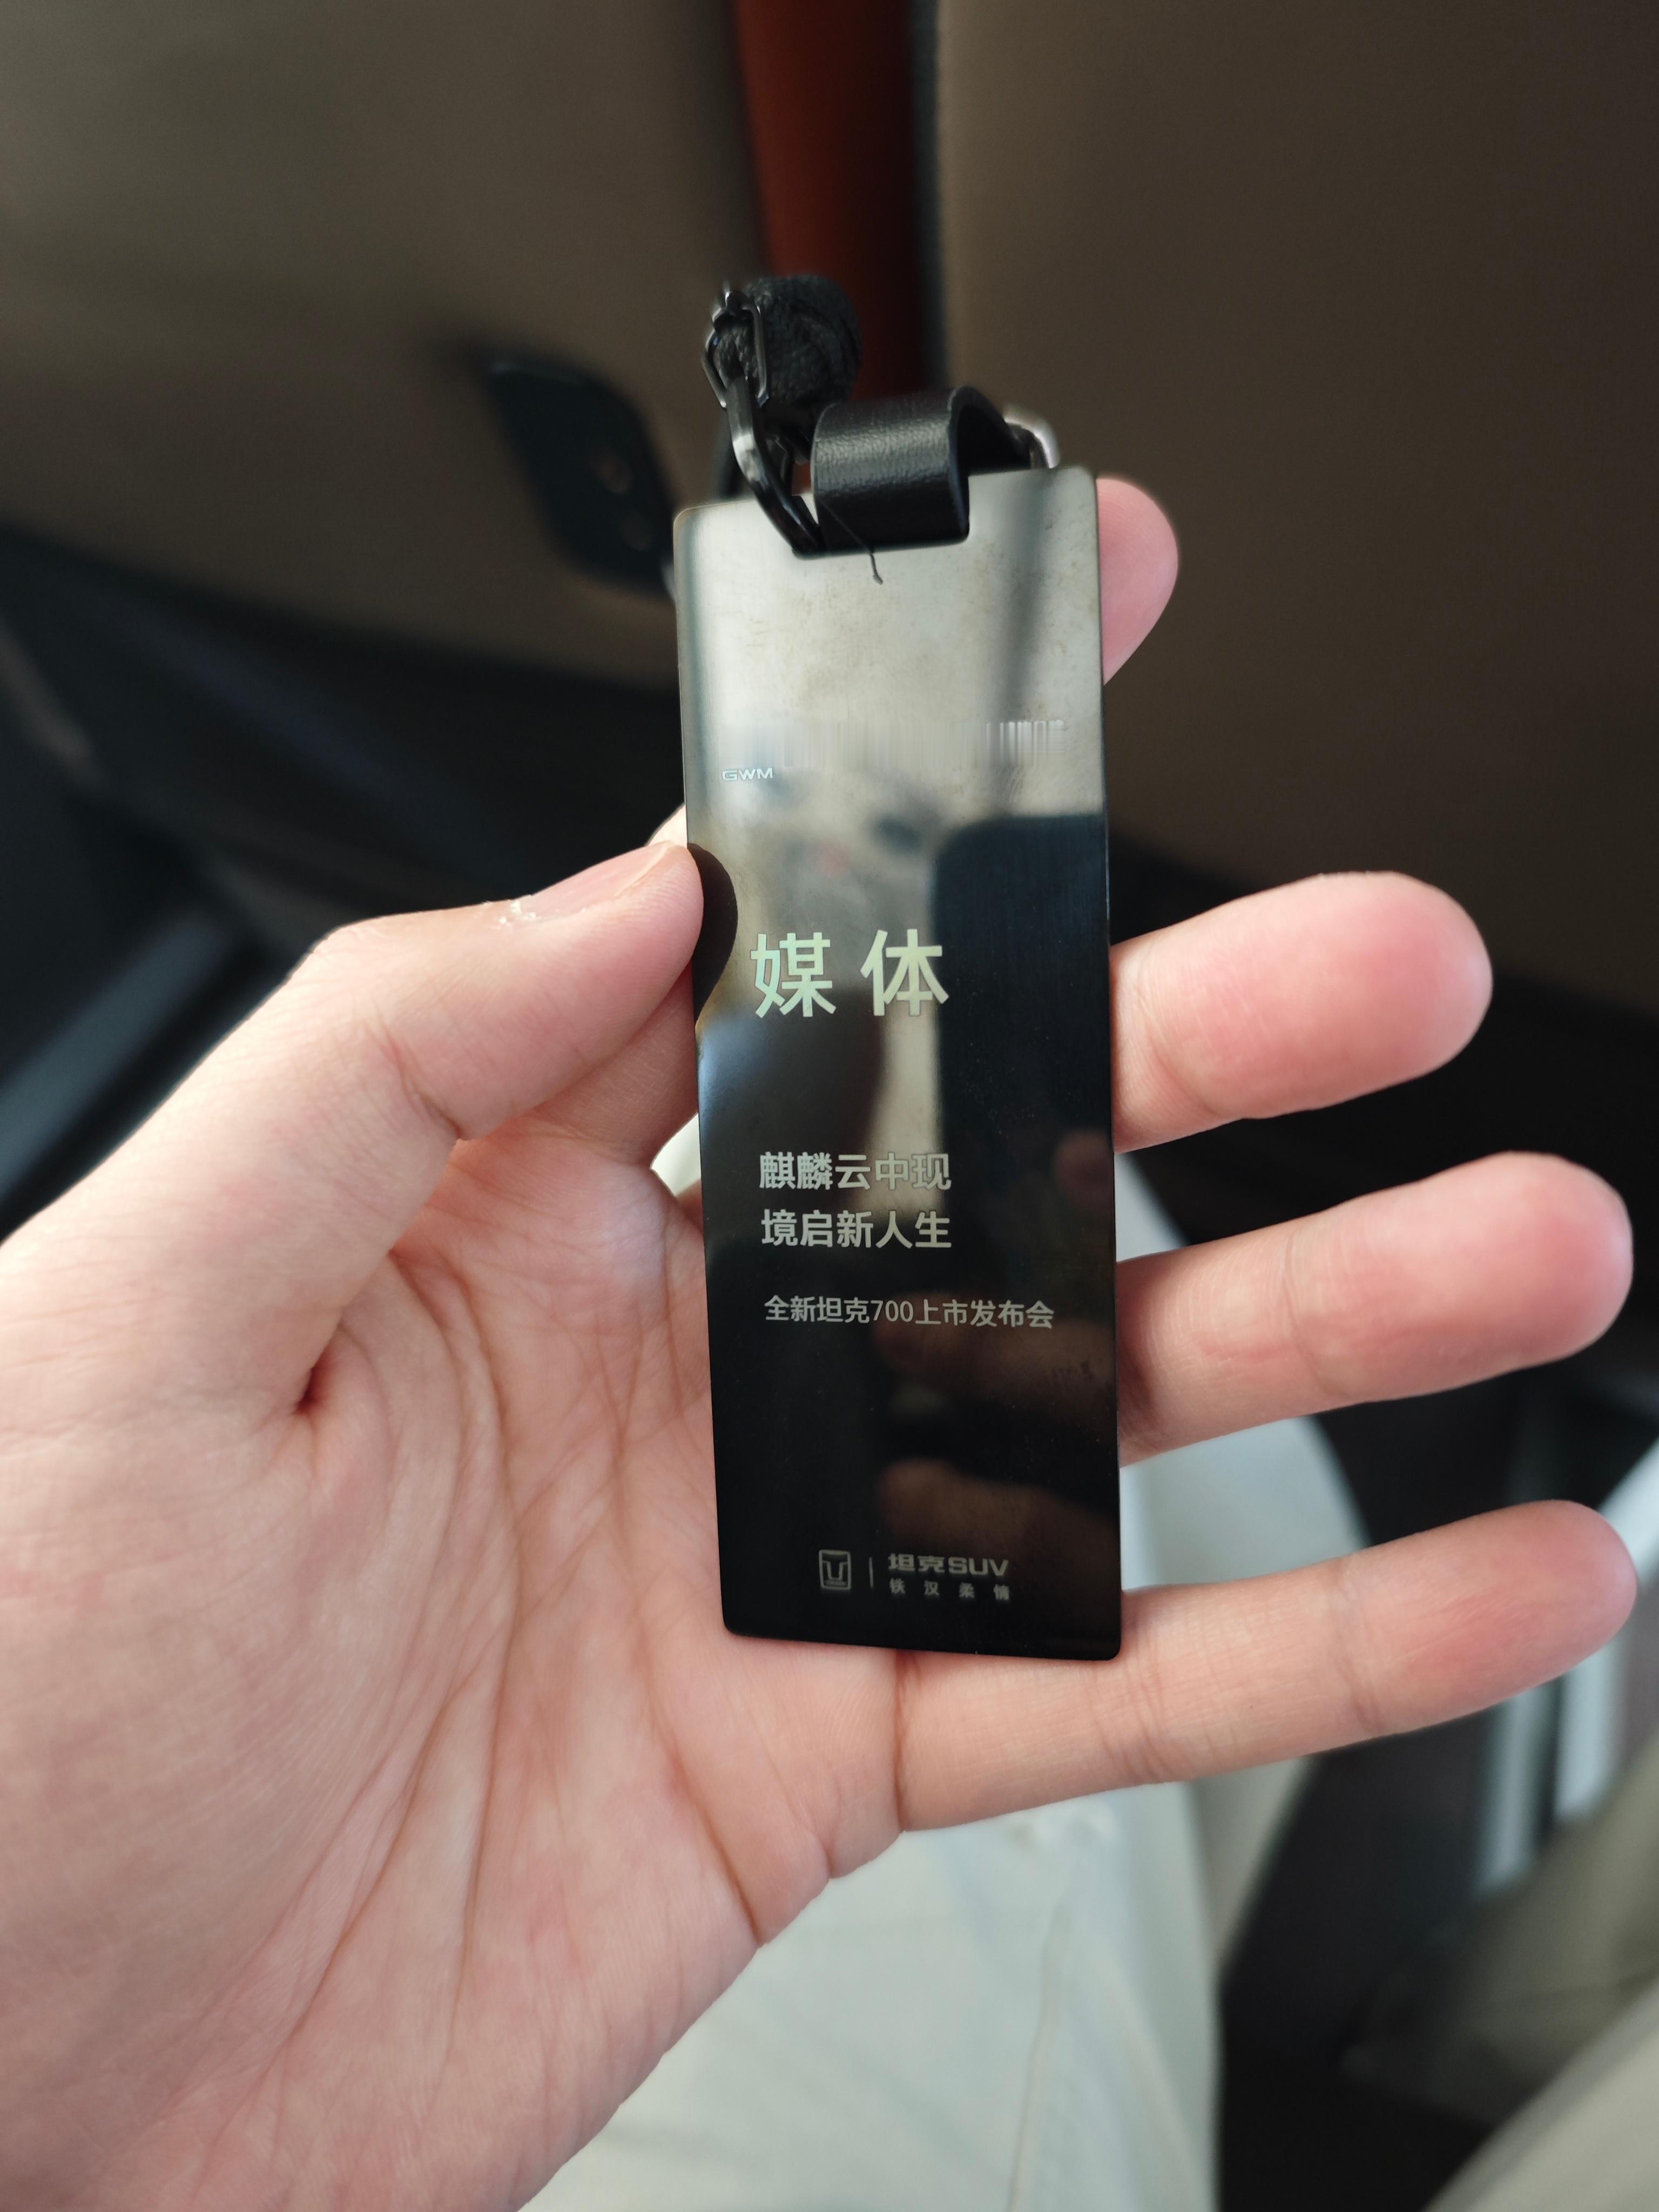 GWM
媒体
麒麟云中现
境启新人生
全新坦克700上市发布会
坦克SUV
铁汉柔情